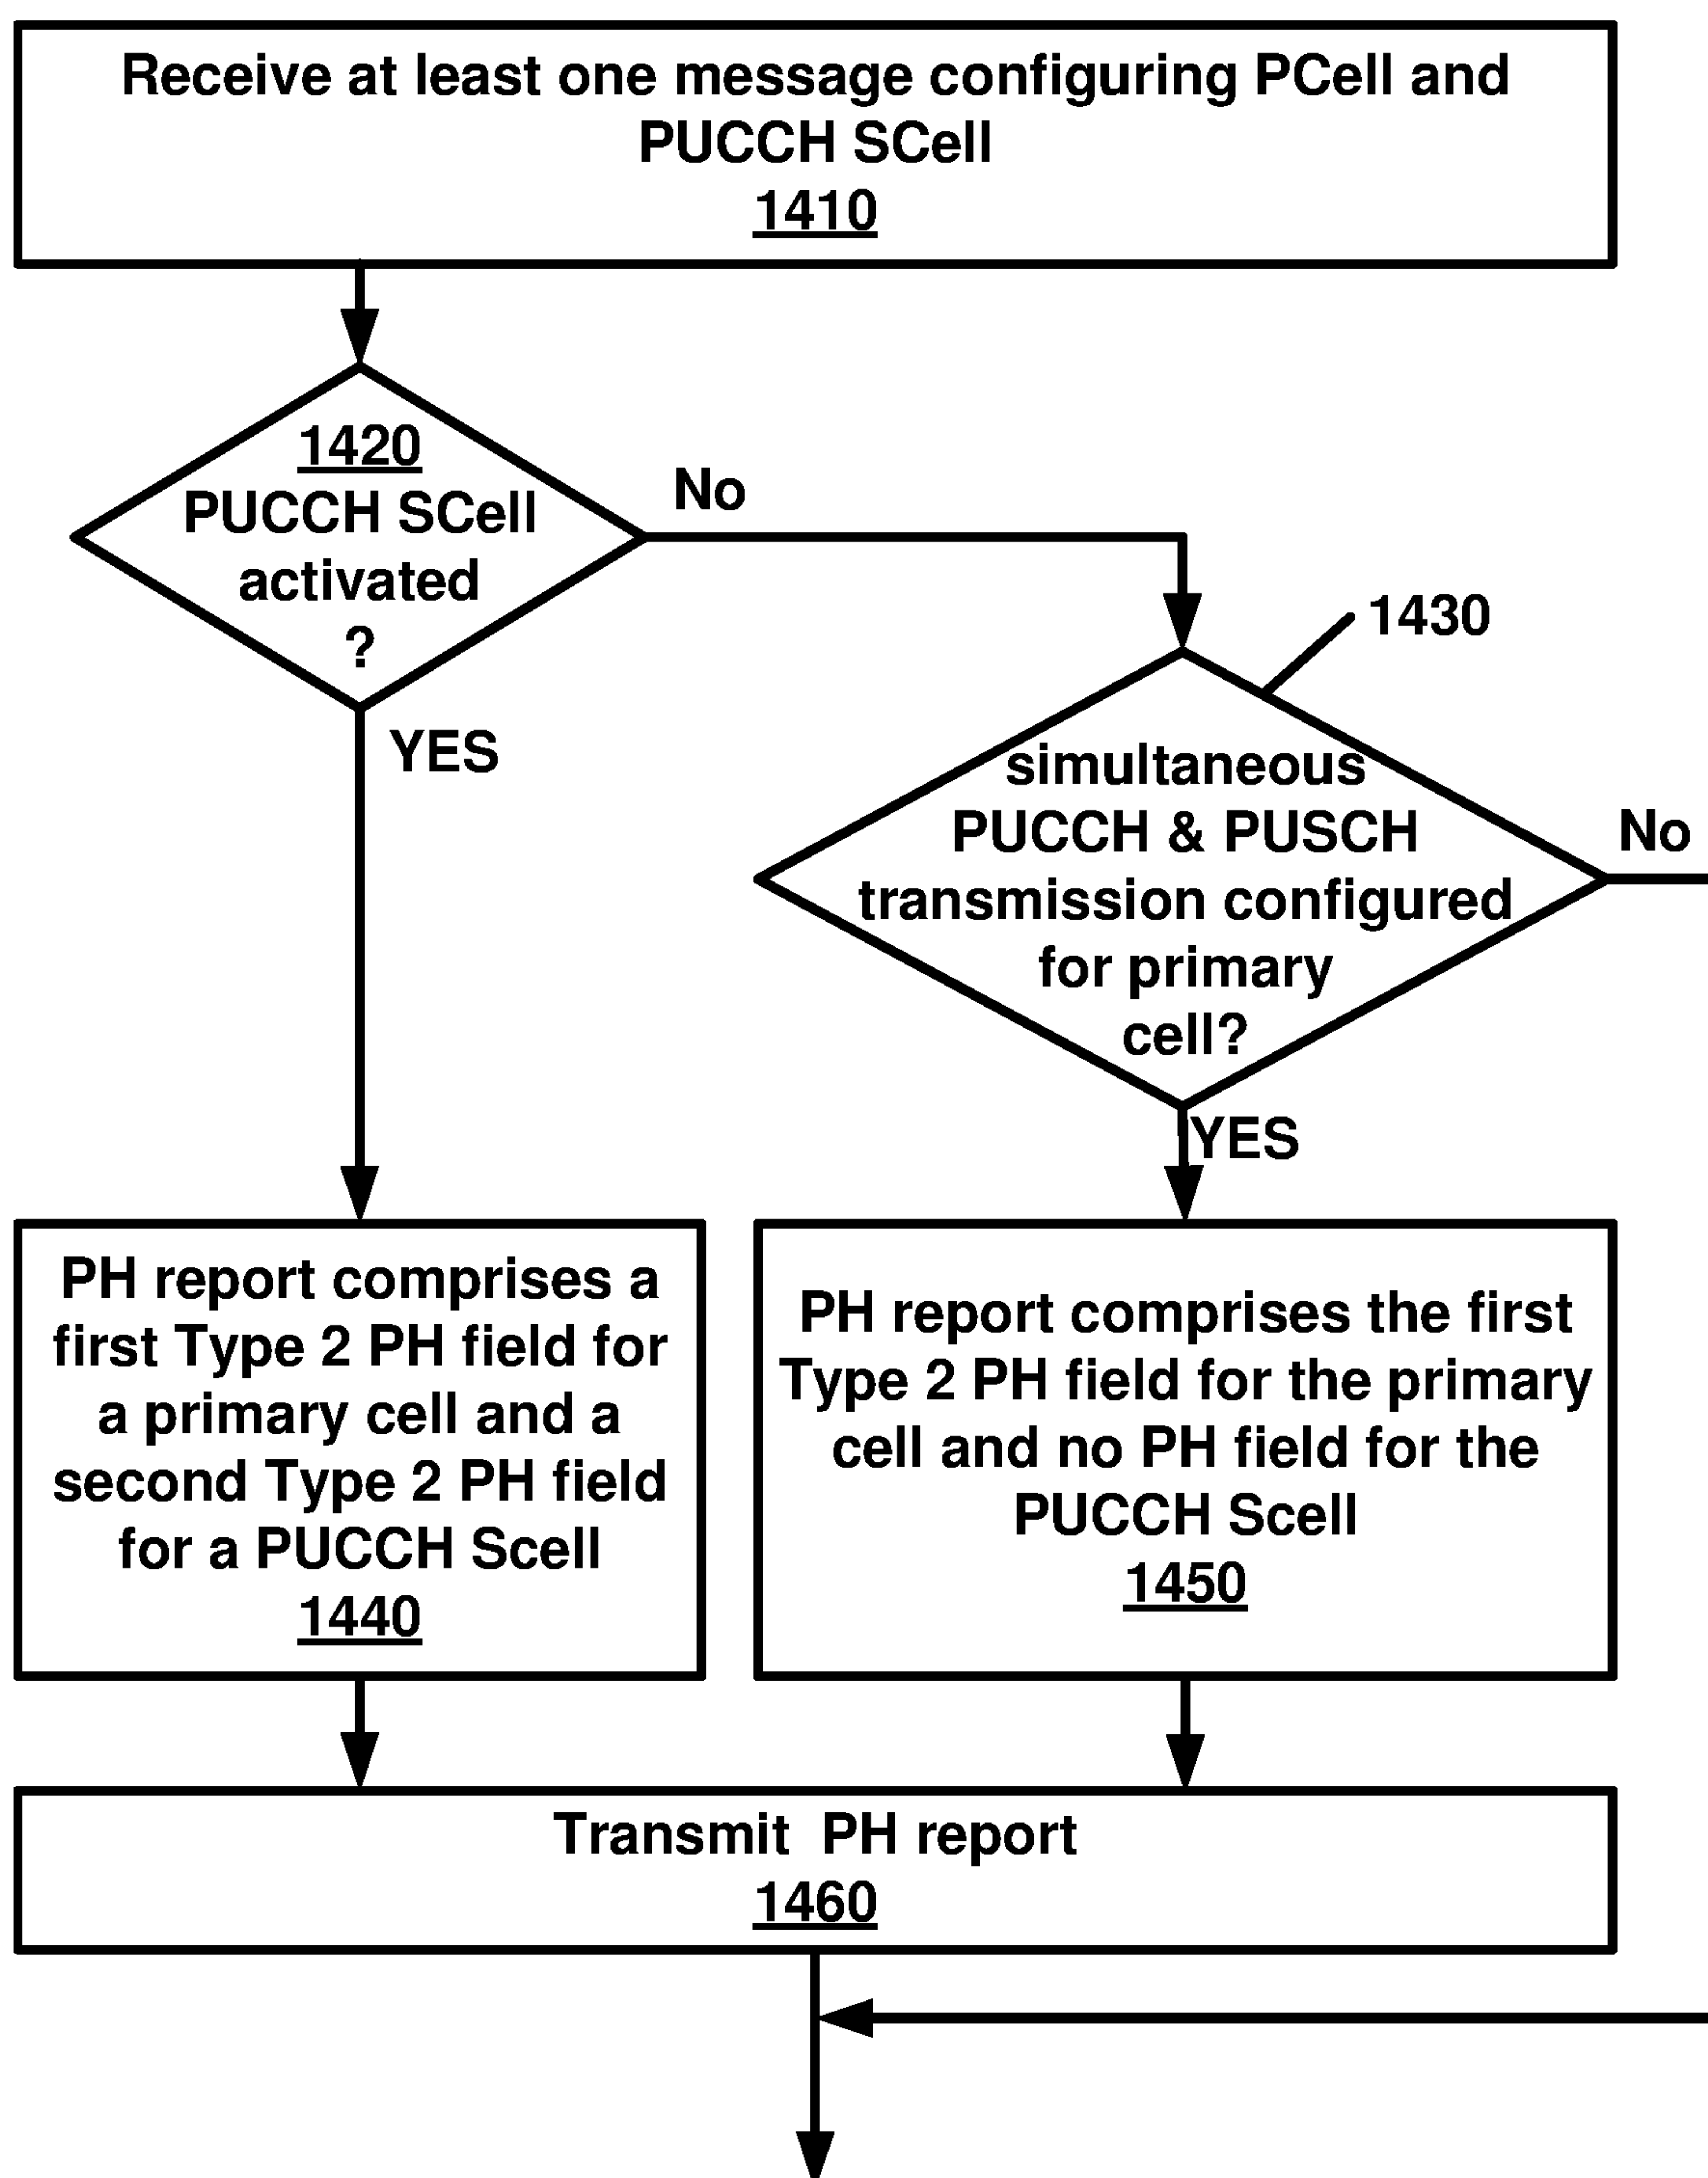 Receive at least one message configuring PCell and
PUCCH SCell
1410
1420
PUCCH SCell
activated
?
No
YES
1430
simultaneous
PUCCH & PUSCH
transmission configured
for primary
cell?
No
YES
PH report comprises a
first Type 2 PH field for
a primary cell and a
second Type 2 PH field
for a PUCCH Scell
1440
PH report comprises the first
Type 2 PH field for the primary
cell and no PH field for the
PUCCH Scell
1450
Transmit PH report
1460